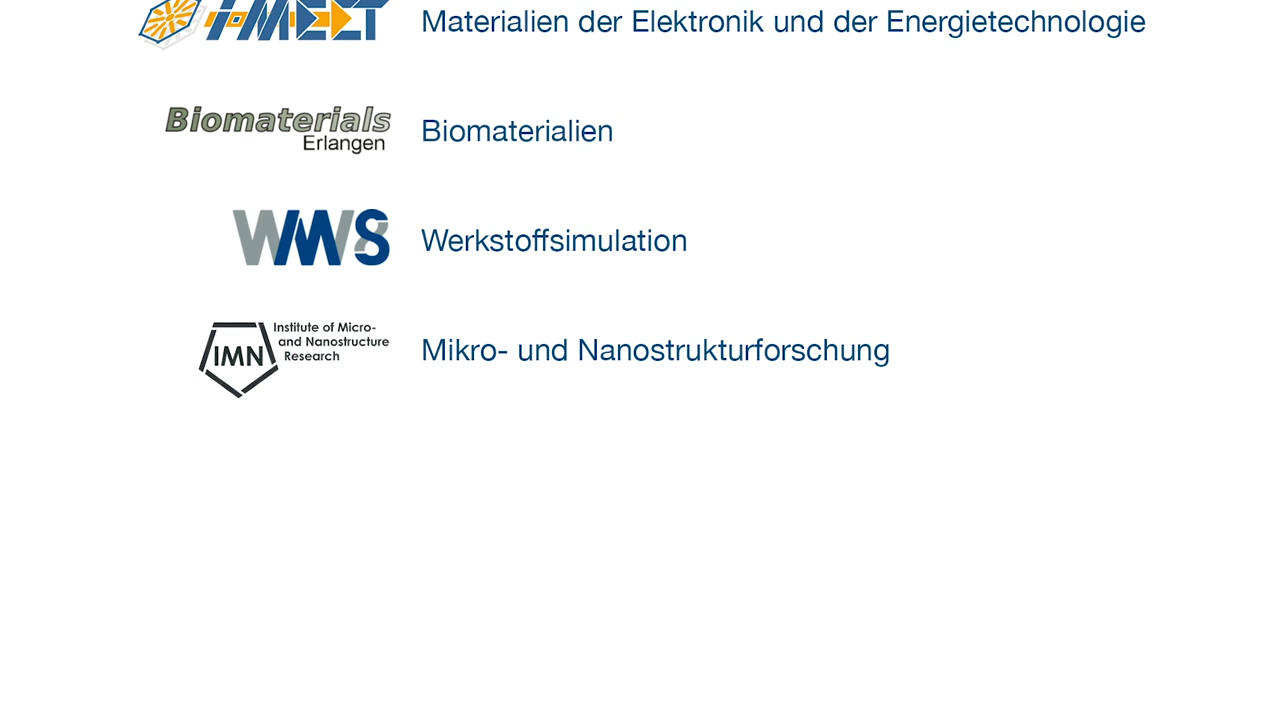 i-MEET Materialien der Elektronik und der Energietechnologie
Biomaterials
Erlangen
Biomaterialien
WW8
Werkstoffsimulation
Institute of Micro-
and Nanostructure
Research
IMN
Mikro- und Nanostrukturforschung